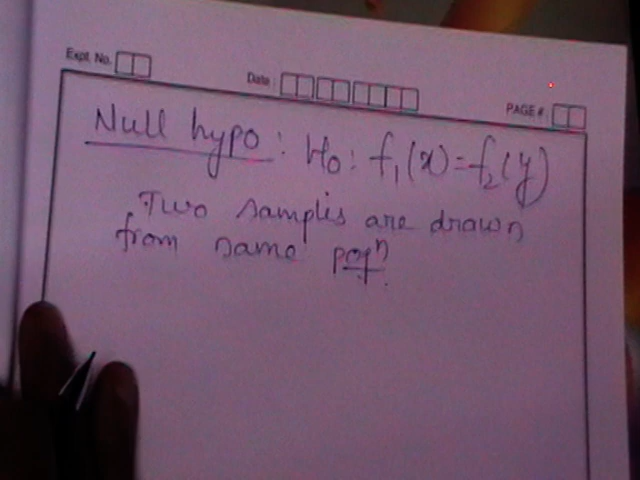 Expt. No.
Date :
PAGE # :
Null hypo : H0 : f1(x) = f2(y)
Two samples are drawn
from same popn.